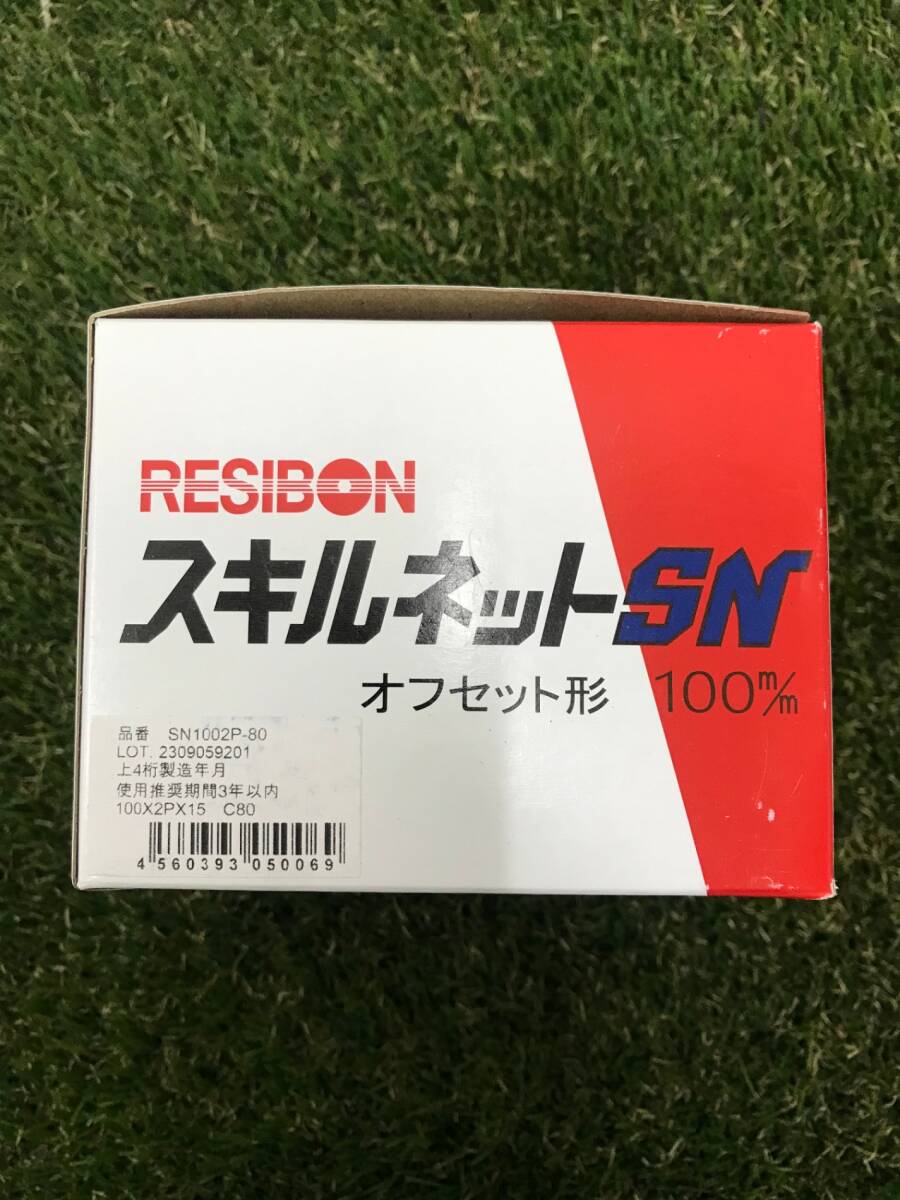 RESIBON
スキルネットSN
オフセット形 100m/m
品番 SN1002P-80
LOT. 2309059201
上4桁製造年月
使用推奨期間3年以内
100X2PX15 C80
4 560393 050069